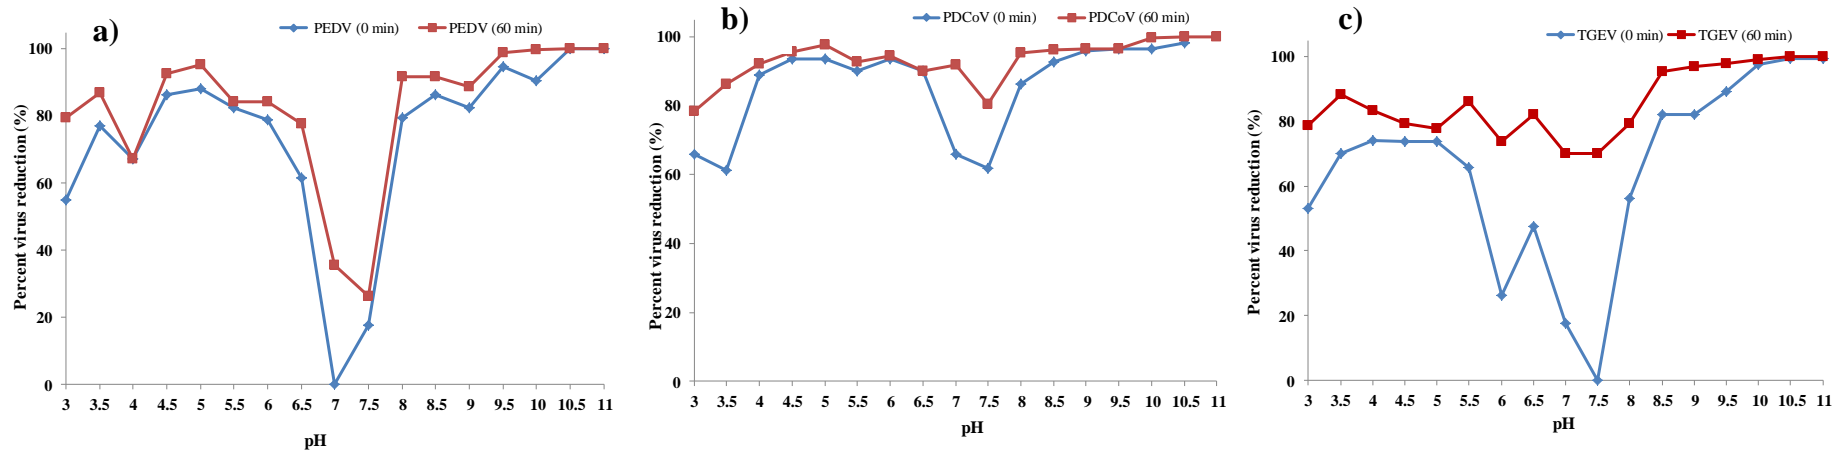 a)
PEDV (0 min) PEDV (60 min)
Percent virus reduction (%)
100
80
60
40
20
0
3 3.5 4 4.5 5 5.5 6 6.5 7 7.5 8 8.5 9 9.5 10 10.5 11
pH
b)
PDCoV (0 min) PDCoV (60 min)
Percent virus reduction (%)
100
80
60
40
20
0
3 3.5 4 4.5 5 5.5 6 6.5 7 7.5 8 8.5 9 9.5 10 10.5 11
pH
c)
TGEV (0 min) TGEV (60 min)
Percent virus reduction (%)
100
80
60
40
20
0
3 3.5 4 4.5 5 5.5 6 6.5 7 7.5 8 8.5 9 9.5 10 10.5 11
pH